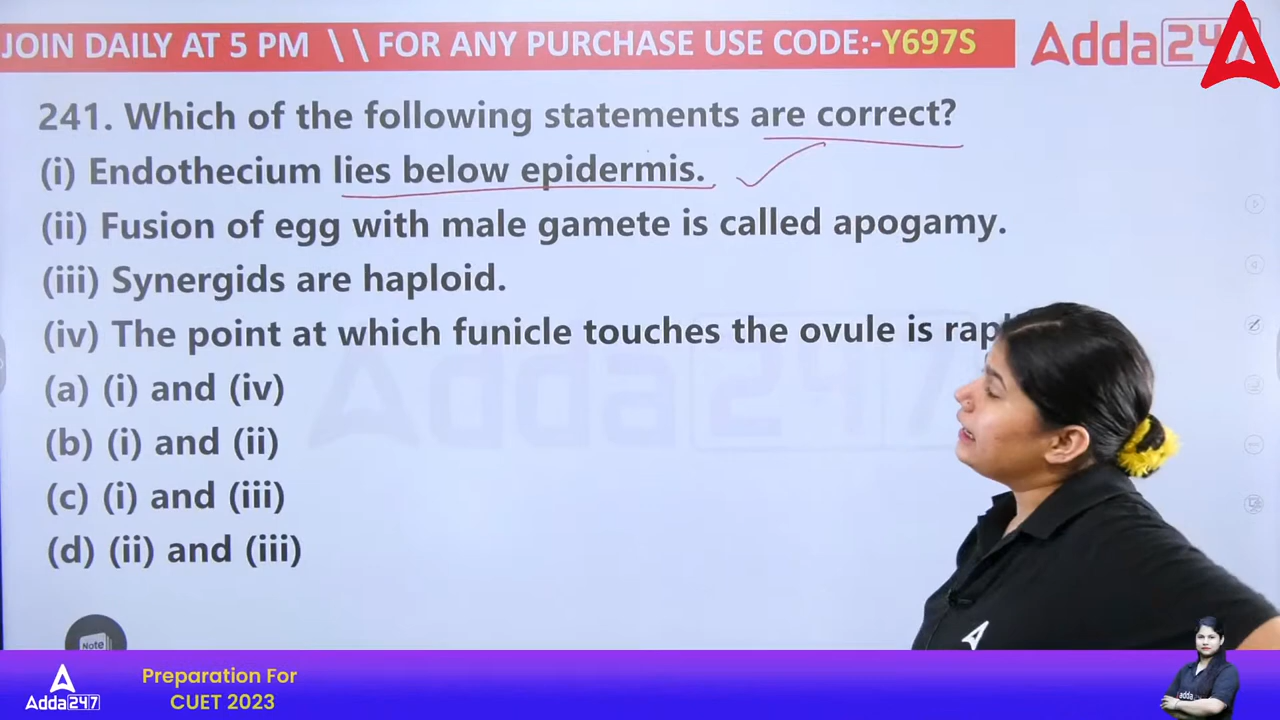 JOIN DAILY AT 5 PM \\ FOR ANY PURCHASE USE CODE:-Y697S
Adda247
241. Which of the following statements are correct?
(i) Endothecium lies below epidermis.
(ii) Fusion of egg with male gamete is called apogamy.
(iii) Synergids are haploid.
(iv) The point at which funicle touches the ovule is
(a) (i) and (iv)
(b) (i) and (ii)
(c) (i) and (iii)
(d) (ii) and (iii)
Note
Adda247
Preparation For
CUET 2023
Adda247
adda